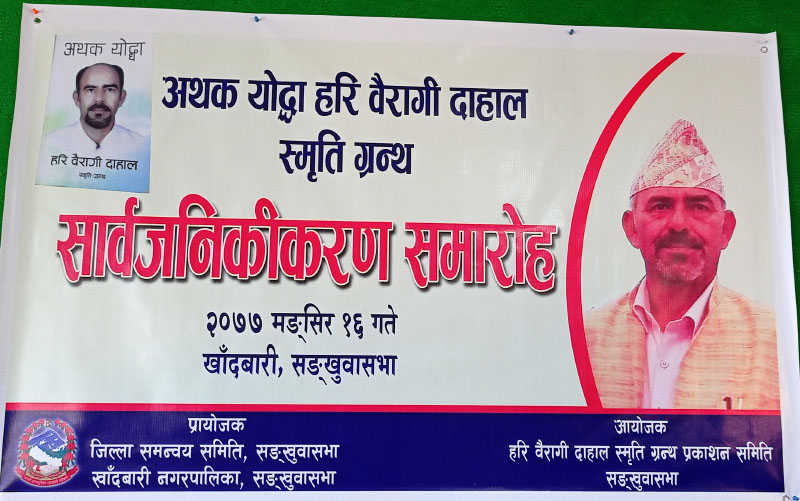 अथक योद्धा
हरि वैरागी दाहाल
स्मृति-ग्रन्थ
अथक योद्धा हरि वैरागी दाहाल
स्मृति ग्रन्थ
सार्वजनिकीकरण समारोह
२०७७ मङ्सिर १६ गते
खाँदबारी, सङ्खुवासभा
प्रायोजक
जिल्ला समन्वय समिति, सङ्खुवासभा
खाँदबारी नगरपालिका, सङ्खुवासभा
आयोजक
हरि वैरागी दाहाल स्मृति ग्रन्थ प्रकाशन समिति
सङ्खुवासभा